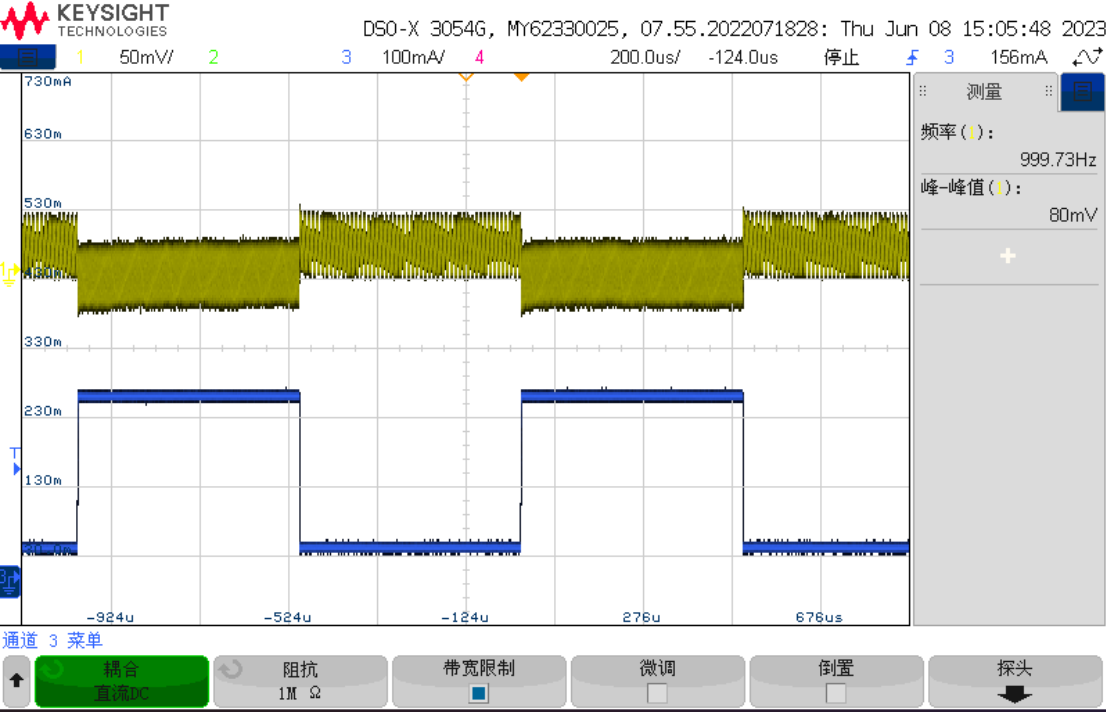 KEYSIGHT
TECHNOLOGIES
DSO-X 3054G, MY62330025, 07.55.2022071828: Thu Jun 08 15:05:48 2023
1 50mV/ 2 3 100mA/ 4 200.0us/ -124.0us 停止 3 156mA
730mA
630m
530m
430m
330m
230m
130m
30.0m
T
-924u -524u -124u 276u 676us
测量
频率(1):
999.73Hz
峰-峰值(1):
80mV
+
通道 3 菜单
耦合
直流DC
阻抗
1M Ω
带宽限制
微调
倒置
探头